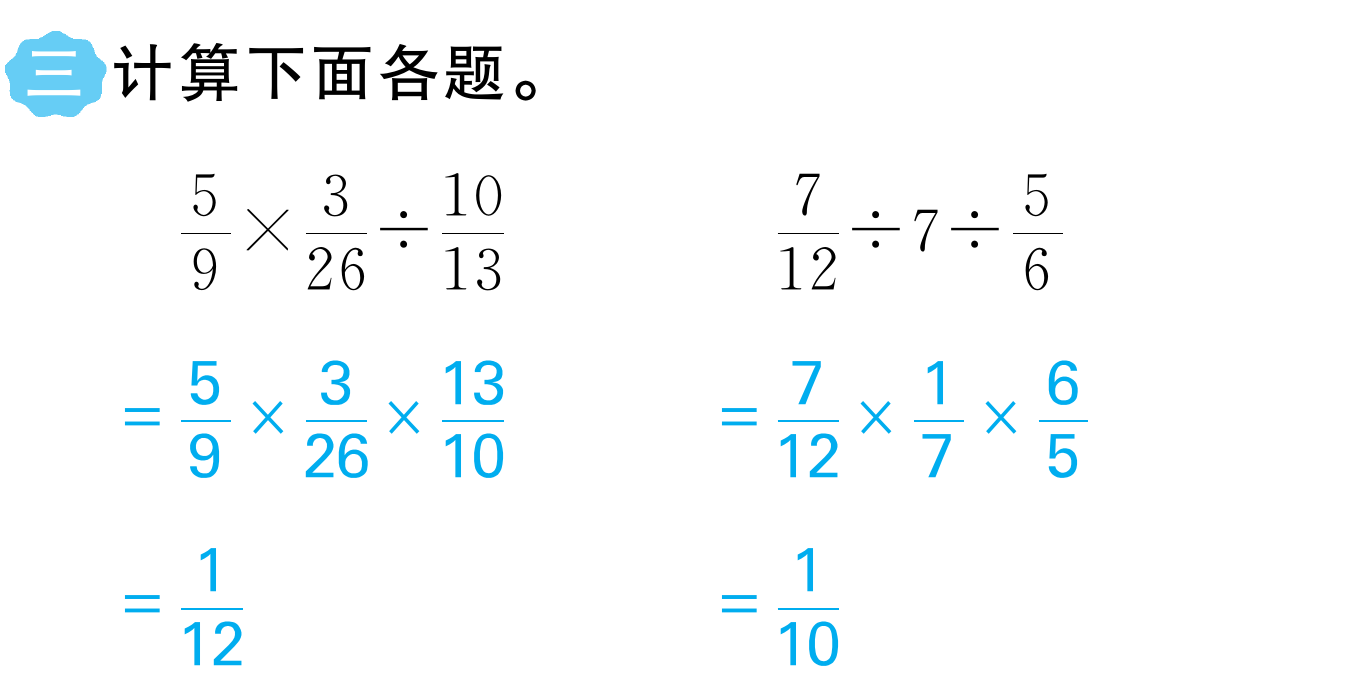 三 计算下面各题。
5/9 × 3/26 ÷ 10/13    7/12 ÷ 7 ÷ 5/6
= 5/9 × 3/26 × 13/10    = 7/12 × 1/7 × 6/5
= 1/12    = 1/10